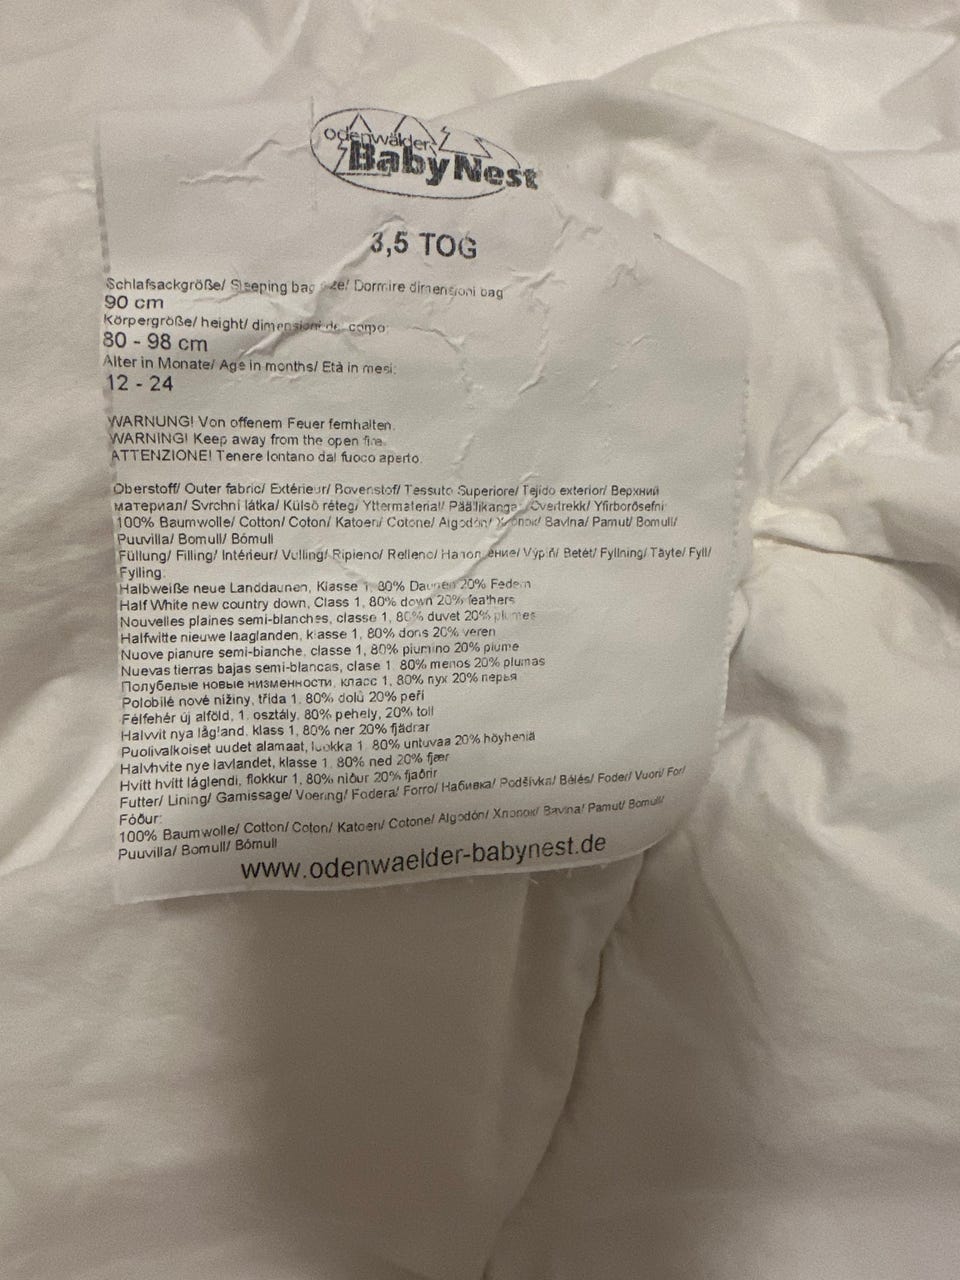 odenwälder
BabyNest
3,5 TOG
Schlafsackgröße/ Sleeping bag size/ Dormire dimensioni bag
90 cm
Körpergröße/ height/ dimensioni del corpo:
80 - 98 cm
Alter in Monate/ Age in months/ Età in mesi:
12 - 24
WARNUNG! Von offenem Feuer fernhalten.
WARNING! Keep away from the open fire.
ATTENZIONE! Tenere lontano dal fuoco aperto.
Oberstoff/ Outer fabric/ Extérieur/ Bovenstof/ Tessuto Superiore/ Tejido exterior/ Верхний
материал/ Svrchní látka/ Külső réteg/ Yttermaterial/ Päällikangas/ Overtrekk/ Yfirborðsefni:
100% Baumwolle/ Cotton/ Coton/ Katoen/ Cotone/ Algodón/ Хлопок/ Bavlna/ Pamut/ Bomull/
Puuvilla/ Bomull/ Bómull
Füllung/ Filling/ Intérieur/ Vulling/ Ripieno/ Relleno/ Наполнение/ Výplň/ Betét/ Fyllning/ Täyte/ Fyll/
Fylling:
Halbweiße neue Landdaunen, Klasse 1, 80% Daunen 20% Federn
Half White new country down, Class 1, 80% down 20% feathers
Nouvelles plaines semi-blanches, classe 1, 80% duvet 20% plumes
Halfwitte nieuwe laaglanden, klasse 1, 80% dons 20% veren
Nuove pianure semi-bianche, classe 1, 80% piumino 20% piume
Nuevas tierras bajas semi-blancas, clase 1, 80% menos 20% plumas
Полубелые новые низменности, класс 1, 80% пух 20% перья
Polobílé nové nížiny, třída 1, 80% dolů 20% peří
Félfehér új alföld, 1. osztály, 80% pehely, 20% toll
Halvvit nya lågland, klass 1, 80% ner 20% fjädrar
Puolivalkoiset uudet alamaat, luokka 1, 80% untuvaa 20% höyheniä
Halvhvite nye lavlandet, klasse 1, 80% ned 20% fjær
Hvítt hvítt láglendi, flokkur 1, 80% niður 20% fjaðrir
Futter/ Lining/ Garnissage/ Voering/ Fodera/ Forro/ Набивка/ Podšívka/ Bélés/ Foder/ Vuori/ For/
Fóður:
100% Baumwolle/ Cotton/ Coton/ Katoen/ Cotone/ Algodón/ Хлопок/ Bavlna/ Pamut/ Bomull/
Puuvilla/ Bomull/ Bómull
www.odenwaelder-babynest.de